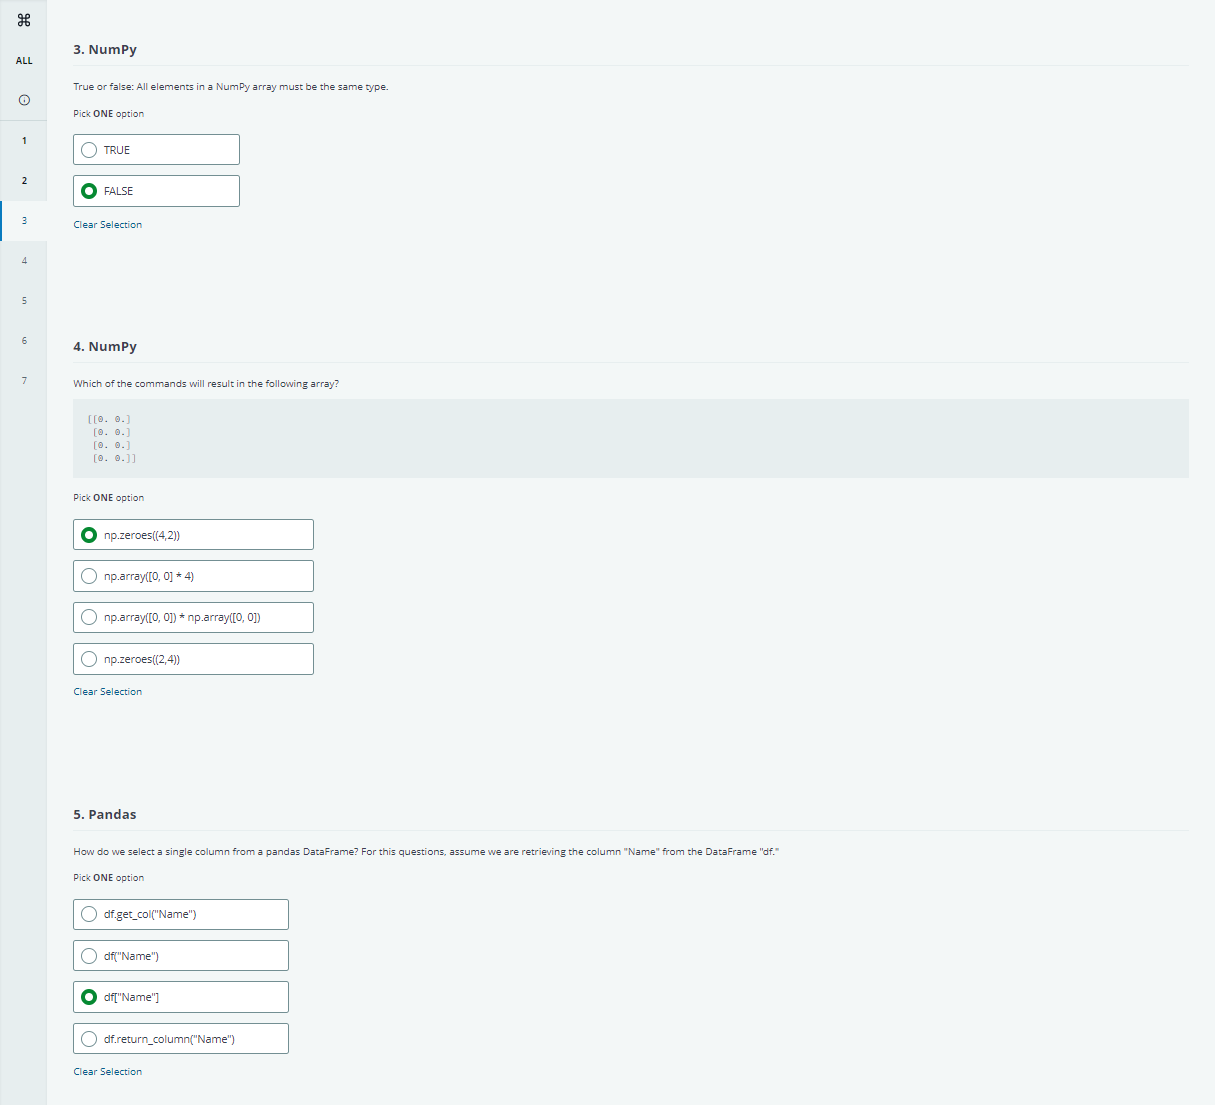 ⌘
ALL
1
2
3
4
5
6
7
3. NumPy
True or false: All elements in a NumPy array must be the same type.
Pick ONE option
TRUE
FALSE
Clear Selection
4. NumPy
Which of the commands will result in the following array?
[[0. 0.]
 [0. 0.]
 [0. 0.]
 [0. 0.]]
Pick ONE option
np.zeroes((4,2))
np.array([0, 0] * 4)
np.array([0, 0]) * np.array([0, 0])
np.zeroes((2,4))
Clear Selection
5. Pandas
How do we select a single column from a pandas DataFrame? For this questions, assume we are retrieving the column "Name" from the DataFrame "df."
Pick ONE option
df.get_col("Name")
df("Name")
df["Name"]
df.return_column("Name")
Clear Selection